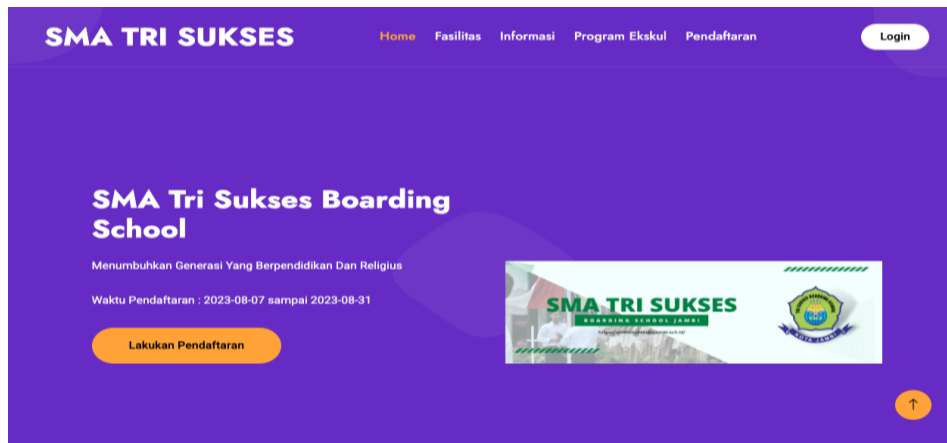 SMA TRI SUKSES
Home Fasilitas Informasi Program Ekskul Pendaftaran
Login
SMA Tri Sukses Boarding
School
Menumbuhkan Generasi Yang Berpendidikan Dan Religius
Waktu Pendaftaran : 2023-08-07 sampai 2023-08-31
Lakukan Pendaftaran
SMA TRI SUKSES
BOARDING SCHOOL JAMBI
KOTA JAMBI